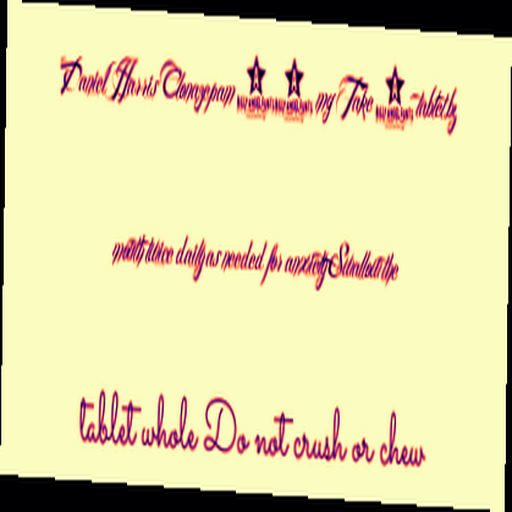 Daniel Harris Clonazepam mg Take tablet by
mouth twice daily as needed for anxiety Swallow the
tablet whole Do not crush or chew